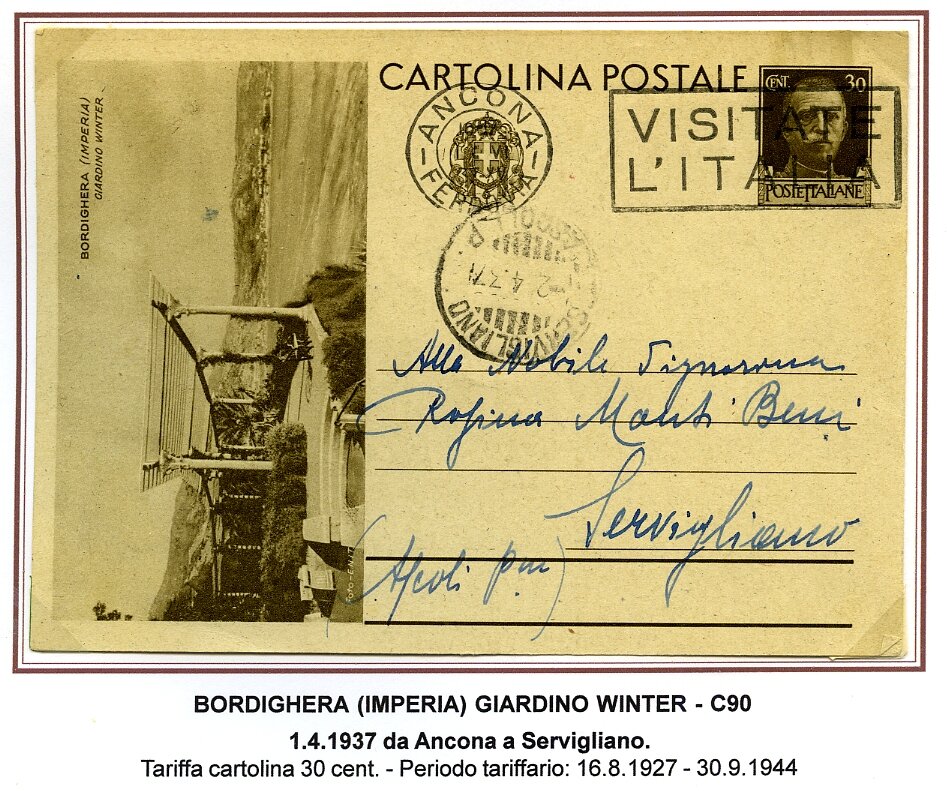 CARTOLINA POSTALE
BORDIGHERA (IMPERIA)
GIARDINO WINTER
ANCONA
FERROVIA
VISITATE
L'ITALIA
CENT. 30
POSTE ITALIANE
SERVIGLIANO
2.4.37
Alla Nobile Signorina
Rosina Monti Beni
Servigliano
(Ascoli
BORDIGHERA (IMPERIA) GIARDINO WINTER - C90
1.4.1937 da Ancona a Servigliano.
Tariffa cartolina 30 cent. - Periodo tariffario: 16.8.1927 - 30.9.1944